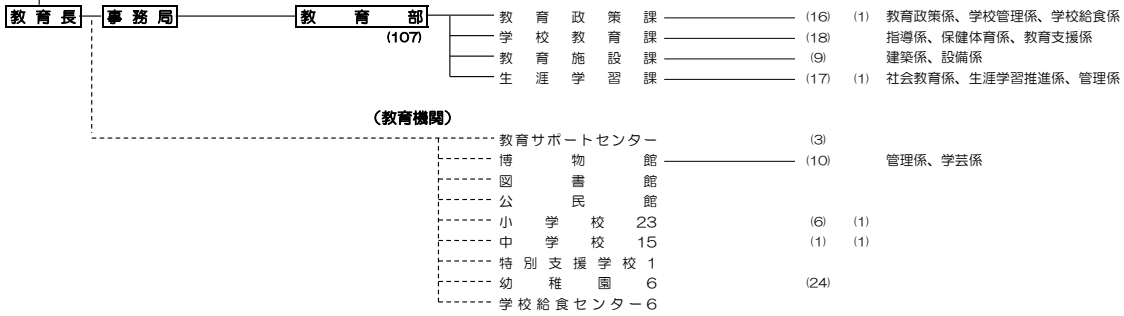 教育長 事務局 教育部 教育政策課 (16) (1) 教育政策係、学校管理係、学校給食係
(107) 学校教育課 (18) 指導係、保健体育係、教育支援係
教育施設課 (9) 建築係、設備係
生涯学習課 (17) (1) 社会教育係、生涯学習推進係、管理係
（教育機関）
教育サポートセンター (3)
博物館 (10) 管理係、学芸係
図書館
公民館
小学校 23 (6) (1)
中学校 15 (1) (1)
特別支援学校 1
幼稚園 6 (24)
学校給食センター6